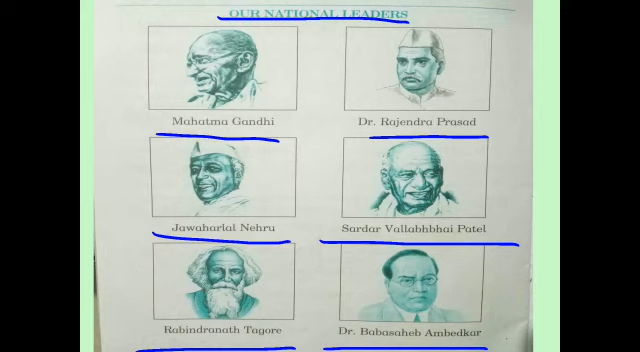 OUR NATIONAL LEADERS
Mahatma Gandhi
Dr. Rajendra Prasad
Jawaharlal Nehru
Sardar Vallabhbhai Patel
Rabindranath Tagore
Dr. Babasaheb Ambedkar